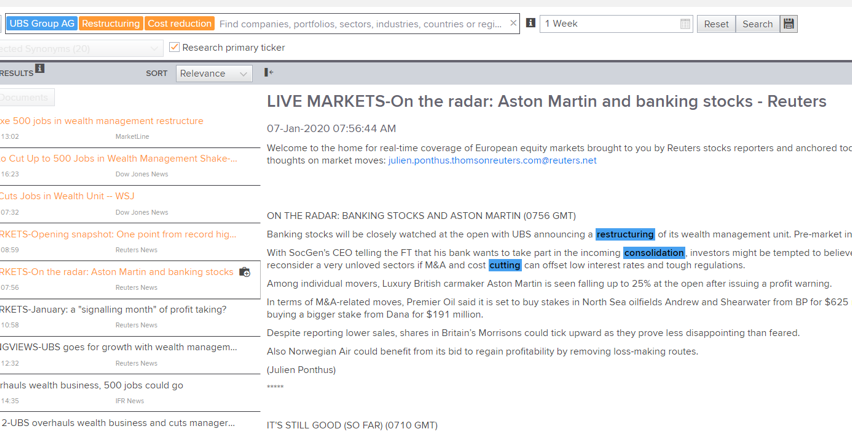 UBS Group AG Restructuring Cost reduction Find companies, portfolios, sectors, industries, countries or regi... × i 1 Week Reset Search
ected Synonyms (20) Research primary ticker
RESULTS i SORT Relevance
Documents
xe 500 jobs in wealth management restructure
13:02 MarketLine
o Cut Up to 500 Jobs in Wealth Management Shake-...
16:23 Dow Jones News
Cuts Jobs in Wealth Unit -- WSJ
07:32 Dow Jones News
RKETS-Opening snapshot: One point from record hig...
08:59 Reuters News
RKETS-On the radar: Aston Martin and banking stocks
07:56 Reuters News
RKETS-January: a "signalling month" of profit taking?
10:58 Reuters News
NGVIEWS-UBS goes for growth with wealth managem...
12:32 Reuters News
rhauls wealth business, 500 jobs could go
14:35 IFR News
2-UBS overhauls wealth business and cuts manager...
LIVE MARKETS-On the radar: Aston Martin and banking stocks - Reuters
07-Jan-2020 07:56:44 AM
Welcome to the home for real-time coverage of European equity markets brought to you by Reuters stocks reporters and anchored toc
thoughts on market moves: julien.ponthus.thomsonreuters.com@reuters.net
ON THE RADAR: BANKING STOCKS AND ASTON MARTIN (0756 GMT)
Banking stocks will be closely watched at the open with UBS announcing a restructuring of its wealth management unit. Pre-market in
With SocGen's CEO telling the FT that his bank wants to take part in the incoming consolidation, investors might be tempted to believe
reconsider a very unloved sectors if M&A and cost cutting can offset low interest rates and tough regulations.
Among individual movers, Luxury British carmaker Aston Martin is seen falling up to 25% at the open after issuing a profit warning.
In terms of M&A-related moves, Premier Oil said it is to buy stakes in North Sea oilfields Andrew and Shearwater from BP for $625
buying a bigger stake from Dana for $191 million.
Despite reporting lower sales, shares in Britain's Morrisons could tick upward as they prove less disappointing than feared.
Also Norwegian Air could benefit from its bid to regain profitability by removing loss-making routes.
(Julien Ponthus)
*****
IT'S STILL GOOD (SO FAR) (0710 GMT)